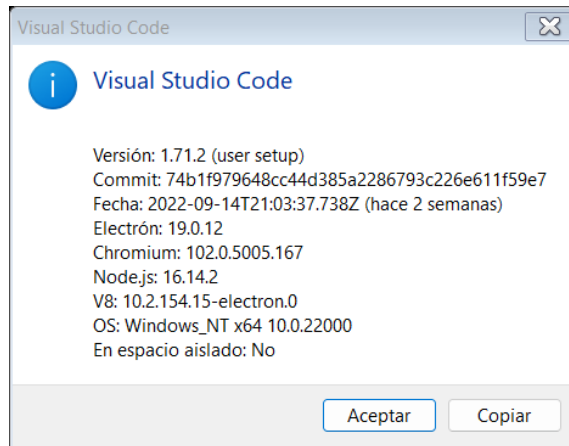 Visual Studio Code
Visual Studio Code
Versión: 1.71.2 (user setup)
Commit: 74b1f979648cc44d385a2286793c226e611f59e7
Fecha: 2022-09-14T21:03:37.738Z (hace 2 semanas)
Electrón: 19.0.12
Chromium: 102.0.5005.167
Node.js: 16.14.2
V8: 10.2.154.15-electron.0
OS: Windows_NT x64 10.0.22000
En espacio aislado: No
Aceptar Copiar